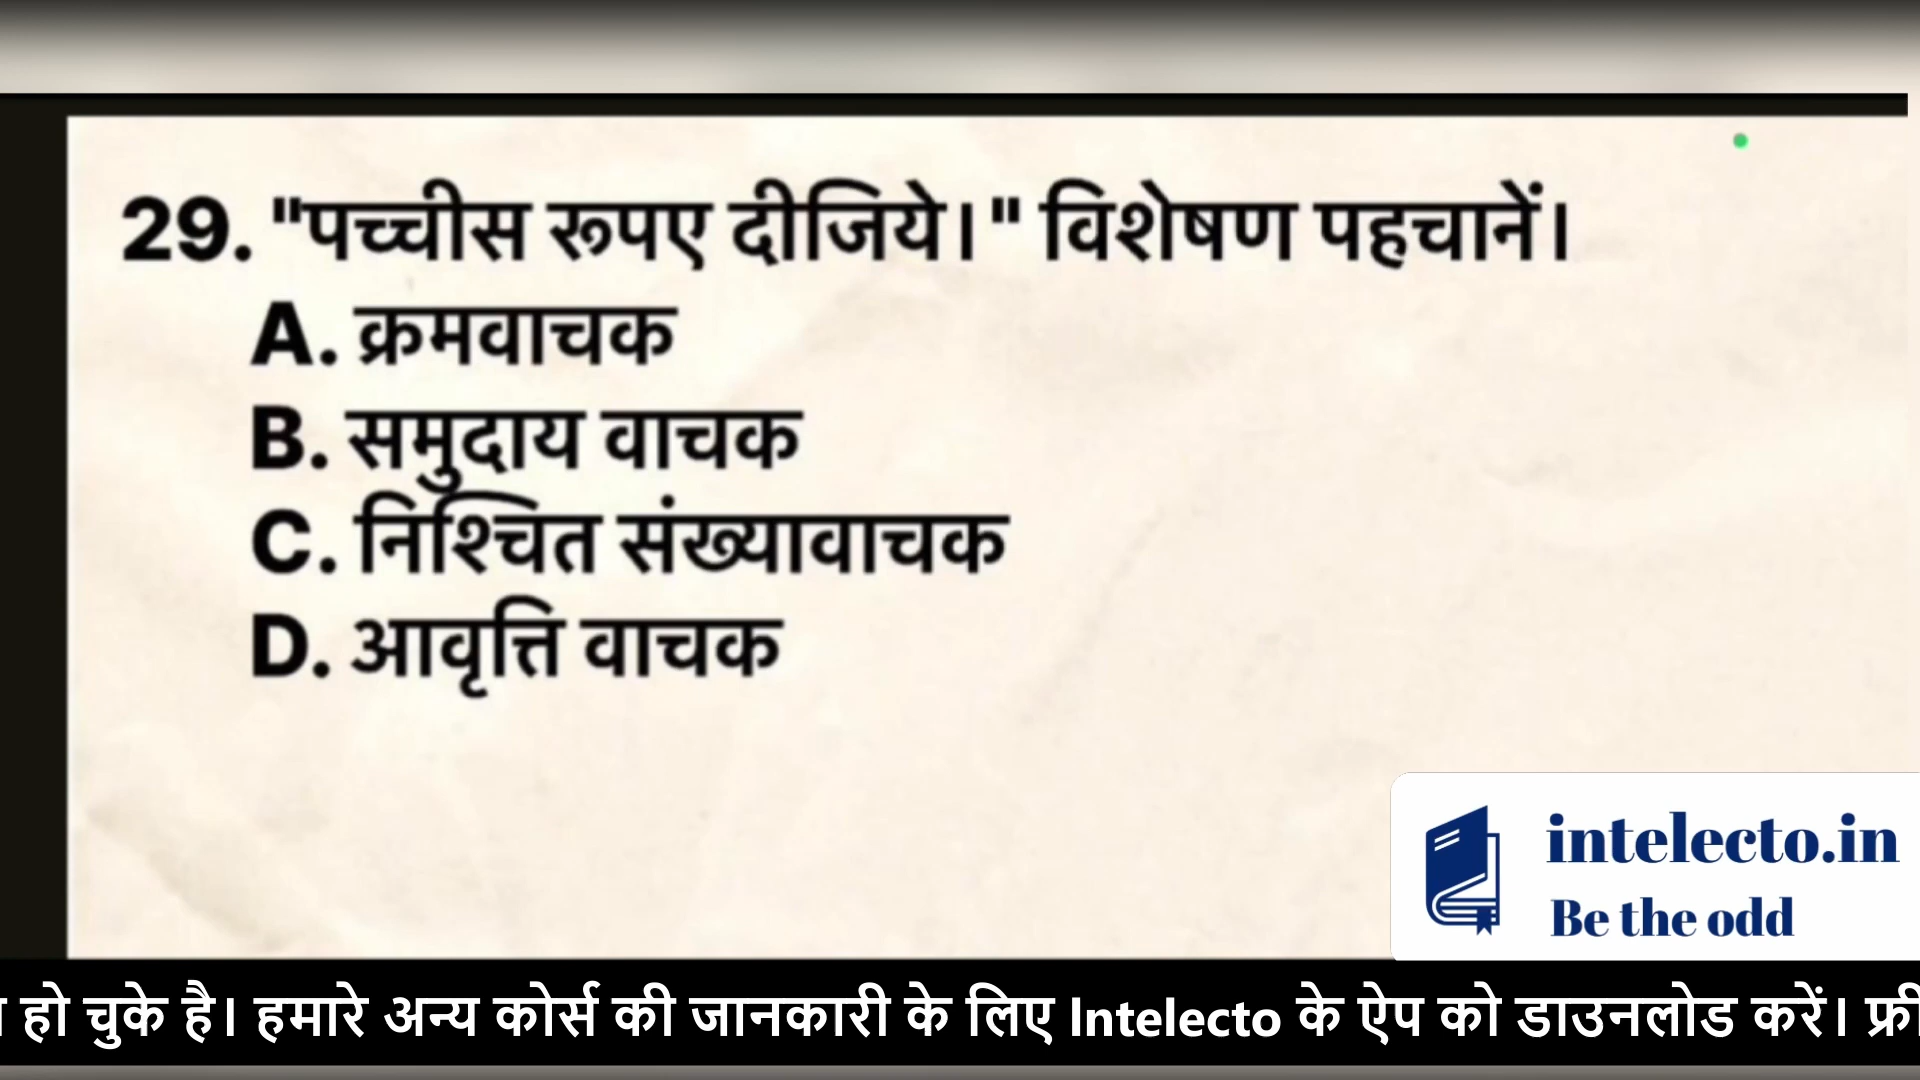 29. "पच्चीस रूपए दीजिये।" विशेषण पहचानें।
A. क्रमवाचक
B. समुदाय वाचक
C. निश्चित संख्यावाचक
D. आवृत्ति वाचक
intelecto.in
Be the odd
हो चुके है। हमारे अन्य कोर्स की जानकारी के लिए Intelecto के ऐप को डाउनलोड करें।